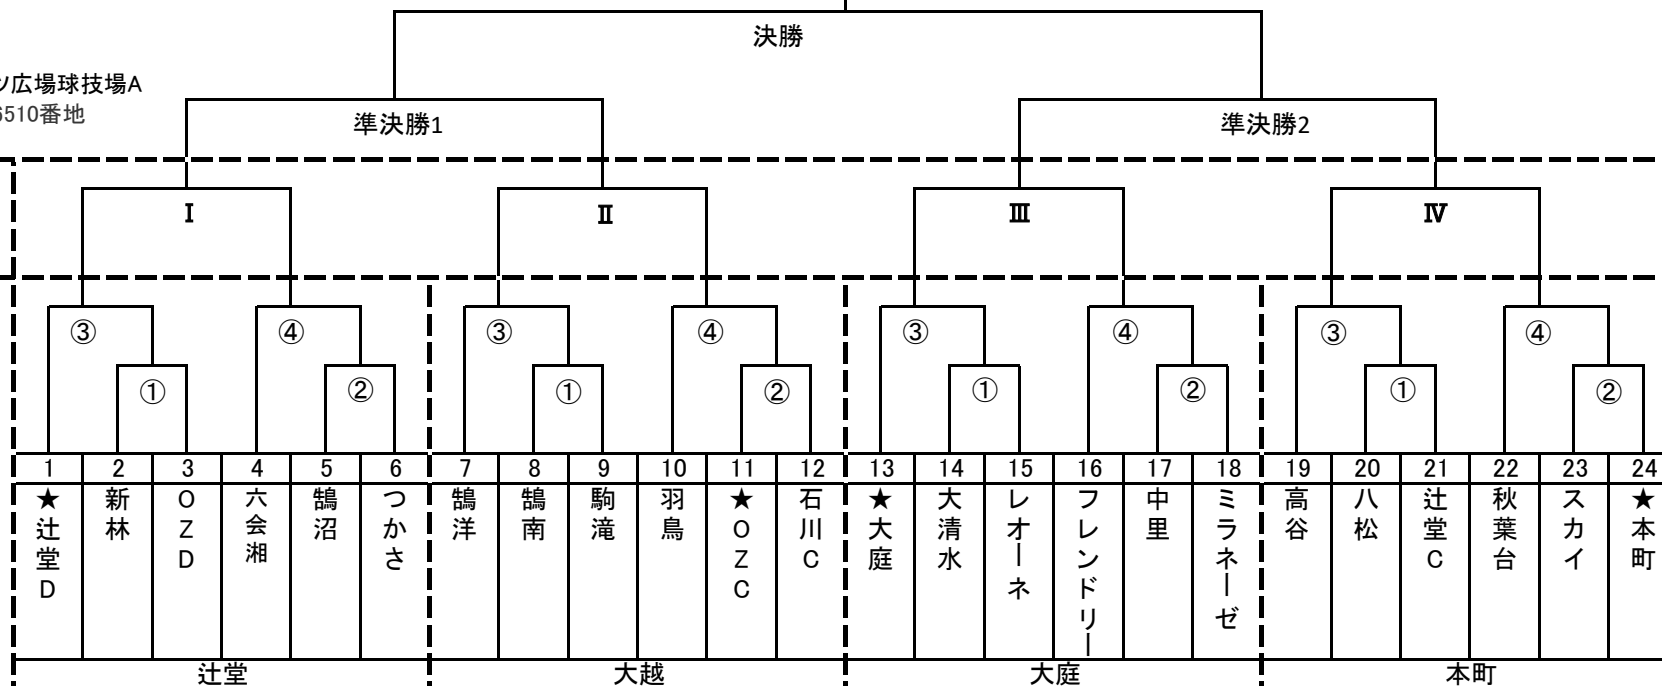 決勝
ツ広場球技場A
6510番地
準決勝1
準決勝2
Ⅰ
Ⅱ
Ⅲ
Ⅳ
③
④
③
④
③
④
③
④
①
②
①
②
①
②
①
②
1
2
3
4
5
6
7
8
9
10
11
12
13
14
15
16
17
18
19
20
21
22
23
24
★辻堂D
新林
OZD
六会湘
鵠沼
つかさ
鵠洋
鵠南
駒滝
羽鳥
★OZC
石川C
★大庭
大清水
レオーネ
フレンドリー
中里
ミラネーゼ
高谷
八松
辻堂C
秋葉台
スカイ
★本町
辻堂
大越
大庭
本町